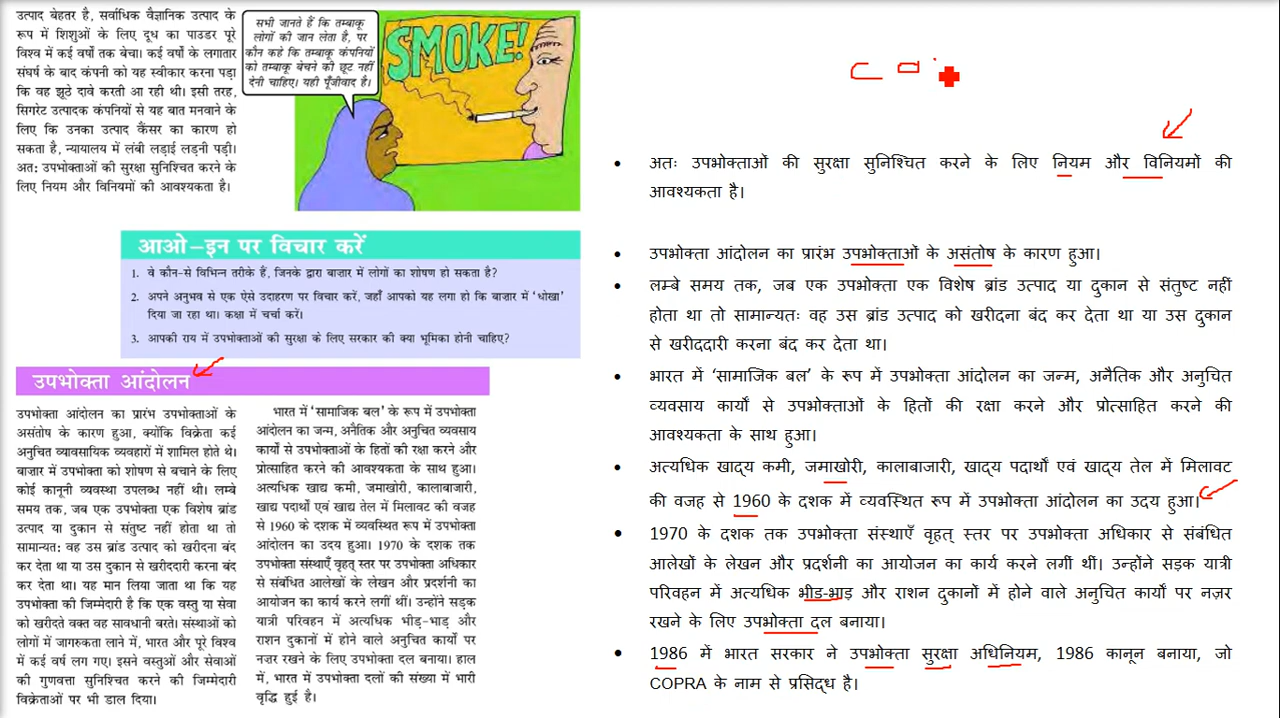 उत्पाद बेहतर है, सर्वाधिक वैज्ञानिक उत्पाद के
रूप में शिशुओं के लिए दूध का पाउडर पूरे
विश्व में कई वर्षों तक बेचा। कई वर्षों के लगातार
संघर्ष के बाद कंपनी को यह स्वीकार करना पड़ा
कि वह झूठे दावे करती आ रही थी। इसी तरह,
सिगरेट उत्पादक कंपनियों से यह बात मनवाने के
लिए कि उनका उत्पाद कैंसर का कारण हो
सकता है, न्यायालय में लंबी लड़ाई लड़नी पड़ी।
अत: उपभोक्ताओं की सुरक्षा सुनिश्चित करने के
लिए नियम और विनियमों की आवश्यकता है।
सभी जानते हैं कि तम्बाकू
लोगों की जान लेता है, पर
कौन कहे कि तम्बाकू कंपनियों
को तम्बाकू बेचने की छूट नहीं
देनी चाहिए। यही पूँजीवाद है।
SMOKE!
आओ-इन पर विचार करें
1. वे कौन-से विभिन्न तरीके हैं, जिनके द्वारा बाजार में लोगों का शोषण हो सकता है?
2. अपने अनुभव से एक ऐसे उदाहरण पर विचार करें, जहाँ आपको यह लगा हो कि बाजार में 'धोखा'
दिया जा रहा था। कक्षा में चर्चा करें।
3. आपकी राय में उपभोक्ताओं की सुरक्षा के लिए सरकार की क्या भूमिका होनी चाहिए?
उपभोक्ता आंदोलन
उपभोक्ता आंदोलन का प्रारंभ उपभोक्ताओं के
असंतोष के कारण हुआ, क्योंकि विक्रेता कई
अनुचित व्यावसायिक व्यवहारों में शामिल होते थे।
बाजार में उपभोक्ता को शोषण से बचाने के लिए
कोई कानूनी व्यवस्था उपलब्ध नहीं थी। लम्बे
समय तक, जब एक उपभोक्ता एक विशेष ब्रांड
उत्पाद या दुकान से संतुष्ट नहीं होता था तो
सामान्यत: वह उस ब्रांड उत्पाद को खरीदना बंद
कर देता था या उस दुकान से खरीददारी करना बंद
कर देता था। यह मान लिया जाता था कि यह
उपभोक्ता की जिम्मेदारी है कि एक वस्तु या सेवा
को खरीदते वक्त वह सावधानी बरते। संस्थाओं को
लोगों में जागरुकता लाने में, भारत और पूरे विश्व
में कई वर्ष लग गए। इसने वस्तुओं और सेवाओं
की गुणवत्ता सुनिश्चित करने की जिम्मेदारी
विक्रेताओं पर भी डाल दिया।
भारत में 'सामाजिक बल' के रूप में उपभोक्ता
आंदोलन का जन्म, अनैतिक और अनुचित व्यवसाय
कार्यों से उपभोक्ताओं के हितों की रक्षा करने और
प्रोत्साहित करने की आवश्यकता के साथ हुआ।
अत्यधिक खाद्य कमी, जमाखोरी, कालाबाजारी,
खाद्य पदार्थों एवं खाद्य तेल में मिलावट की वजह
से 1960 के दशक में व्यवस्थित रूप में उपभोक्ता
आंदोलन का उदय हुआ। 1970 के दशक तक
उपभोक्ता संस्थाएँ वृहत् स्तर पर उपभोक्ता अधिकार
से संबंधित आलेखों के लेखन और प्रदर्शनी का
आयोजन का कार्य करने लगीं थीं। उन्होंने सड़क
यात्री परिवहन में अत्यधिक भीड़-भाड़ और
राशन दुकानों में होने वाले अनुचित कार्यों पर
नजर रखने के लिए उपभोक्ता दल बनाया। हाल
में, भारत में उपभोक्ता दलों की संख्या में भारी
वृद्धि हुई है।
• अतः उपभोक्ताओं की सुरक्षा सुनिश्चित करने के लिए नियम और विनियमों की
आवश्यकता है।
• उपभोक्ता आंदोलन का प्रारंभ उपभोक्ताओं के असंतोष के कारण हुआ।
• लम्बे समय तक, जब एक उपभोक्ता एक विशेष ब्रांड उत्पाद या दुकान से संतुष्ट नहीं
होता था तो सामान्यतः वह उस ब्रांड उत्पाद को खरीदना बंद कर देता था या उस दुकान
से खरीददारी करना बंद कर देता था।
• भारत में 'सामाजिक बल' के रूप में उपभोक्ता आंदोलन का जन्म, अनैतिक और अनुचित
व्यवसाय कार्यों से उपभोक्ताओं के हितों की रक्षा करने और प्रोत्साहित करने की
आवश्यकता के साथ हुआ।
• अत्यधिक खाद्य कमी, जमाखोरी, कालाबाजारी, खाद्य पदार्थों एवं खाद्य तेल में मिलावट
की वजह से 1960 के दशक में व्यवस्थित रूप में उपभोक्ता आंदोलन का उदय हुआ।
• 1970 के दशक तक उपभोक्ता संस्थाएँ वृहत् स्तर पर उपभोक्ता अधिकार से संबंधित
आलेखों के लेखन और प्रदर्शनी का आयोजन का कार्य करने लगीं थीं। उन्होंने सड़क यात्री
परिवहन में अत्यधिक भीड़-भाड़ और राशन दुकानों में होने वाले अनुचित कार्यों पर नज़र
रखने के लिए उपभोक्ता दल बनाया।
• 1986 में भारत सरकार ने उपभोक्ता सुरक्षा अधिनियम, 1986 कानून बनाया, जो
COPRA के नाम से प्रसिद्ध है।